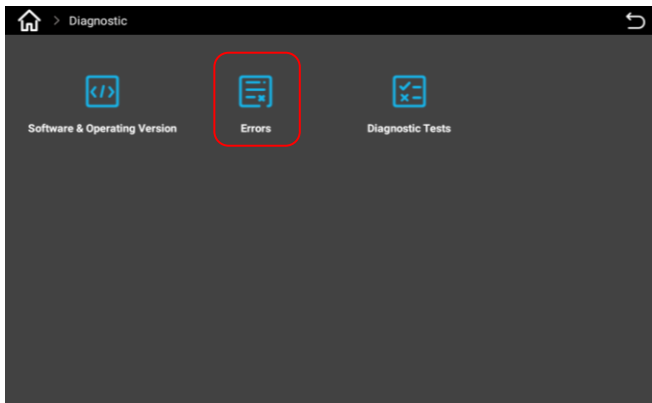 > Diagnostic
Software & Operating Version
Errors
Diagnostic Tests